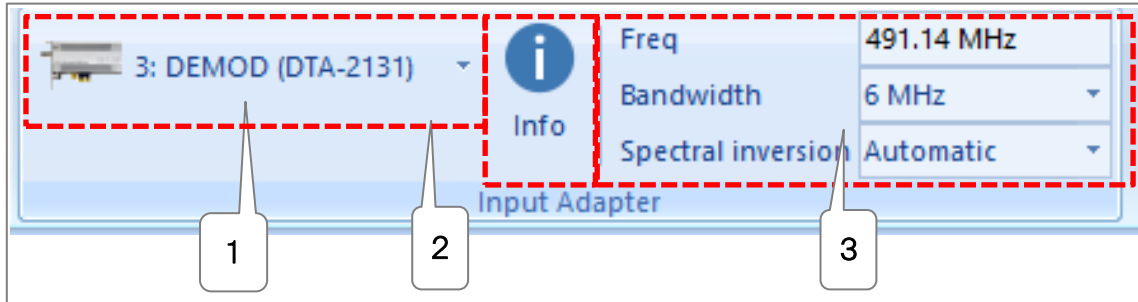 3: DEMOD (DTA-2131)
Info
Freq 491.14 MHz
Bandwidth 6 MHz
Spectral inversion Automatic
Input Adapter
1
2
3